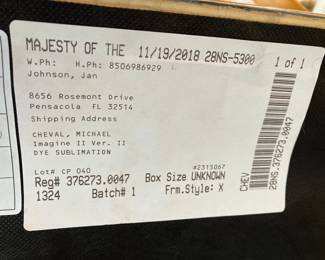 MAJESTY OF THE 11/19/2018 28NS-5300
1 of 1
W.Ph: H.Ph: 8506986929
Johnson, Jan
8656 Rosemont Drive
Pensacola FL 32514
Shipping Address
CHEVAL, MICHAEL
Imagine II Ver. II
DYE SUBLIMATION
Lot# CP 040
#2315067
Reg# 376273.0047 Box Size UNKNOWN
1324 Batch# 1 Frm.Style: X
CHEV
28NS.376273.0047